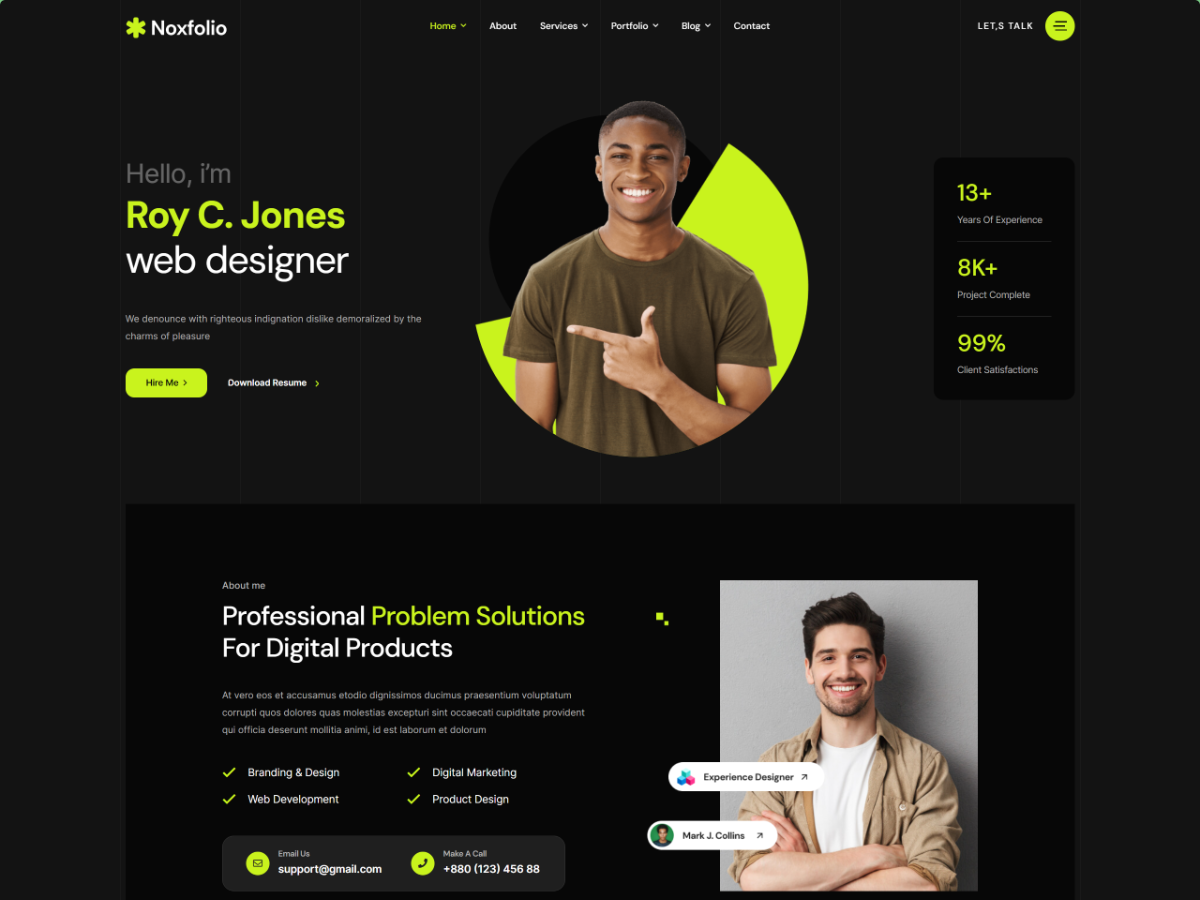 Noxfolio
Home
About
Services
Portfolio
Blog
Contact
LET,S TALK
Hello, i'm
Roy C. Jones
web designer
We denounce with righteous indignation dislike demoralized by the
charms of pleasure
Hire Me
Download Resume
13+
Years Of Experience
8K+
Project Complete
99%
Client Satisfactions
About me
Professional Problem Solutions
For Digital Products
At vero eos et accusamus etodio dignissimos ducimus praesentium voluptatum
corrupti quos dolores quas molestias excepturi sint occaecati cupiditate provident
qui officia deserunt mollitia animi, id est laborum et dolorum
Branding & Design
Digital Marketing
Web Development
Product Design
Email Us
support@gmail.com
Make A Call
+880 (123) 456 88
Experience Designer
Mark J. Collins